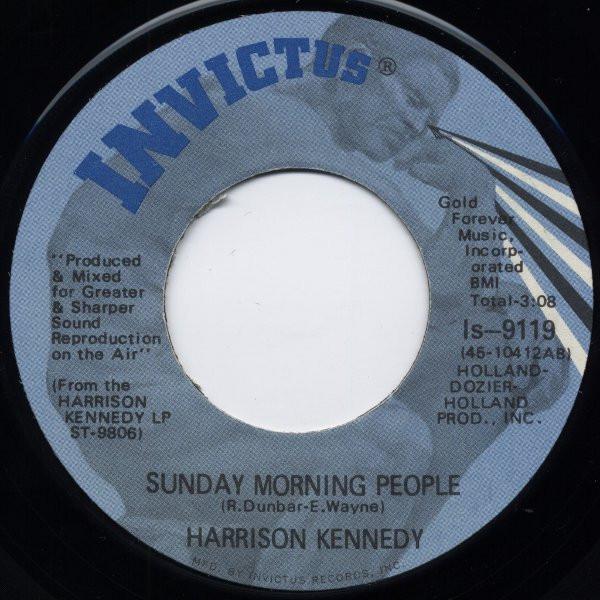 INVICTUS®
"Produced
& Mixed
for Greater
& Sharper
Sound
Reproduction
on the Air"
(From the
HARRISON
KENNEDY LP
ST-9806)
Gold
Forever
Music,
Incorp-
orated
BMI
Total-3:08
Is-9119
(45-10412AB)
HOLLAND-
DOZIER-
HOLLAND
PROD., INC.
SUNDAY MORNING PEOPLE
(R.Dunbar-E.Wayne)
HARRISON KENNEDY
MFD. BY INVICTUS RECORDS, INC.